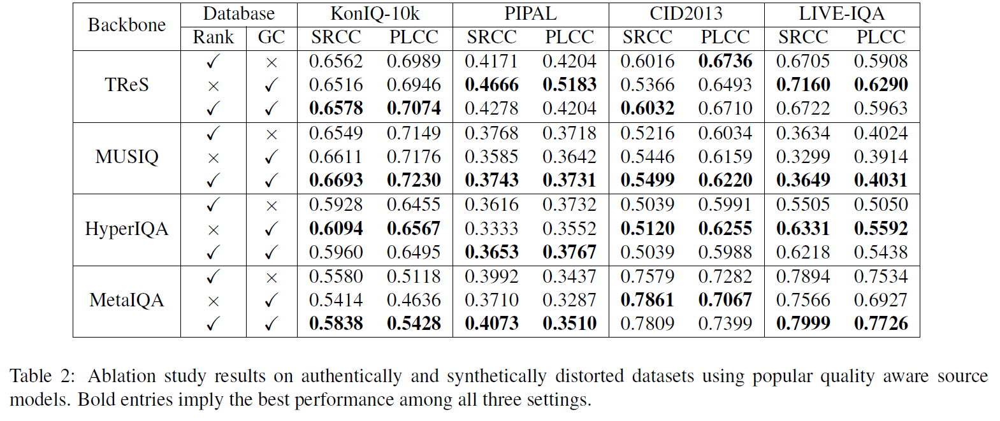 Backbone Database KonIQ-10k PIPAL CID2013 LIVE-IQA
Rank GC SRCC PLCC SRCC PLCC SRCC PLCC SRCC PLCC
TReS
✓ × 0.6562 0.6989 0.4171 0.4204 0.6016 0.6736 0.6705 0.5908
× ✓ 0.6516 0.6946 0.4666 0.5183 0.5366 0.6493 0.7160 0.6290
✓ ✓ 0.6578 0.7074 0.4278 0.4204 0.6032 0.6710 0.6722 0.5963
MUSIQ
✓ × 0.6549 0.7149 0.3768 0.3718 0.5216 0.6034 0.3634 0.4024
× ✓ 0.6611 0.7176 0.3585 0.3642 0.5446 0.6159 0.3299 0.3914
✓ ✓ 0.6693 0.7230 0.3743 0.3731 0.5499 0.6220 0.3649 0.4031
HyperIQA
✓ × 0.5928 0.6455 0.3616 0.3732 0.5039 0.5991 0.5505 0.5050
× ✓ 0.6094 0.6567 0.3333 0.3552 0.5120 0.6255 0.6331 0.5592
✓ ✓ 0.5960 0.6495 0.3653 0.3767 0.5039 0.5988 0.6218 0.5438
MetaIQA
✓ × 0.5580 0.5118 0.3992 0.3437 0.7579 0.7282 0.7894 0.7534
× ✓ 0.5414 0.4636 0.3710 0.3287 0.7861 0.7067 0.7566 0.6927
✓ ✓ 0.5838 0.5428 0.4073 0.3510 0.7809 0.7399 0.7999 0.7726
Table 2: Ablation study results on authentically and synthetically distorted datasets using popular quality aware source
models. Bold entries imply the best performance among all three settings.